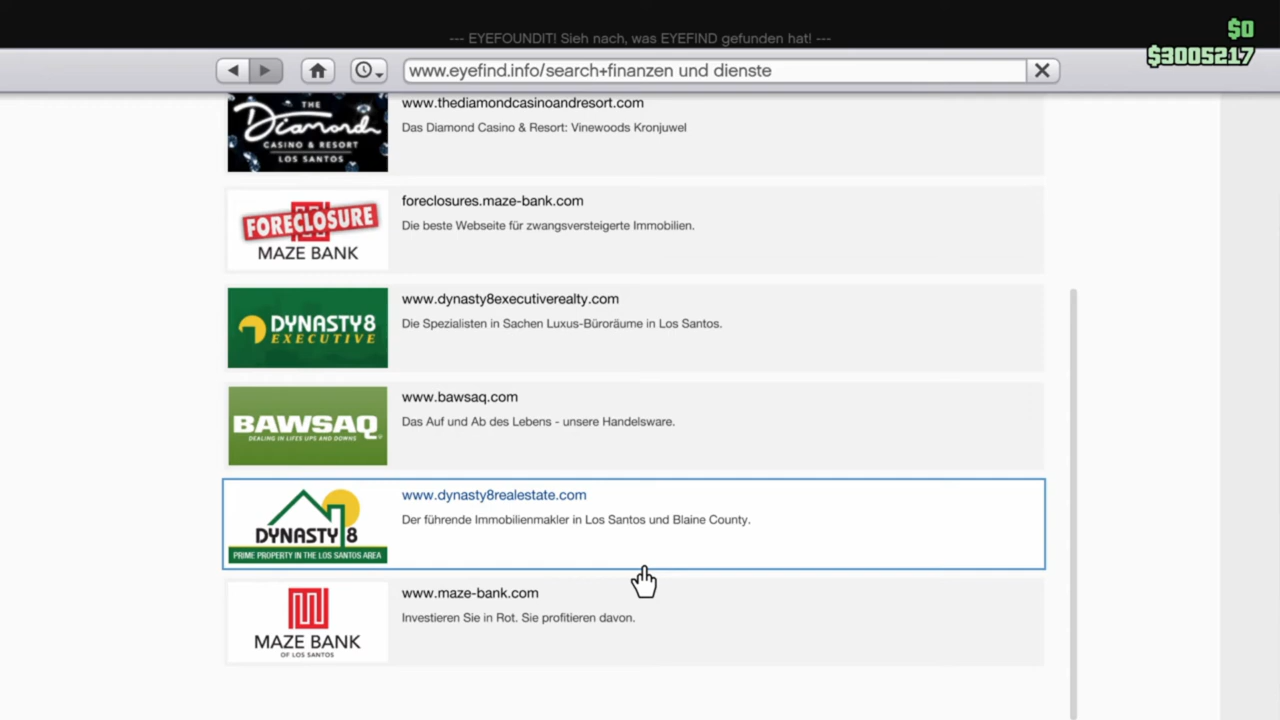 $0
--- EYEFOUNDIT! Sieh nach, was EYEFIND gefunden hat! ---
$3005217
www.eyefind.info/search+finanzen und dienste
THE
Diamond
CASINO & RESORT
LOS SANTOS
www.thediamondcasinoandresort.com
Das Diamond Casino & Resort: Vinewoods Kronjuwel
FORECLOSURE
MAZE BANK
foreclosures.maze-bank.com
Die beste Webseite für zwangsversteigerte Immobilien.
DYNASTY8
EXECUTIVE
www.dynasty8executiverealty.com
Die Spezialisten in Sachen Luxus-Büroräume in Los Santos.
BAWSAQ
DEALING IN LIFES UPS AND DOWNS
www.bawsaq.com
Das Auf und Ab des Lebens - unsere Handelsware.
DYNASTY 8
PRIME PROPERTY IN THE LOS SANTOS AREA
www.dynasty8realestate.com
Der führende Immobilienmakler in Los Santos und Blaine County.
MAZE BANK
OF LOS SANTOS
www.maze-bank.com
Investieren Sie in Rot. Sie profitieren davon.